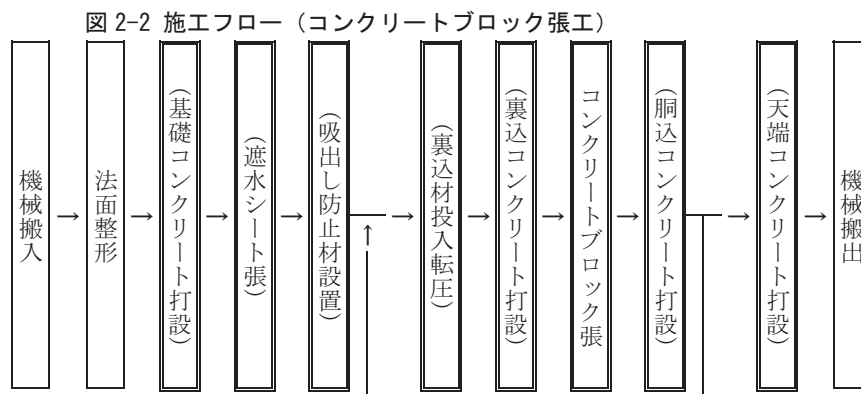 図 2-2 施工フロー（コンクリートブロック張工）
機械搬入
→
法面整形
→
（基礎コンクリート打設）
→
（遮水シート張）
→
（吸出し防止材設置）
→
↑
（裏込材投入転圧）
→
（裏込コンクリート打設）
→
コンクリートブロック張
→
（胴込コンクリート打設）
→
（天端コンクリート打設）
→
機械搬出